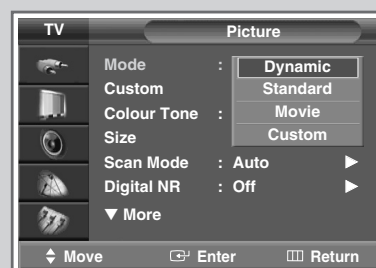 TV Picture
Mode : Dynamic
Custom Standard
Colour Tone : Movie
Size Custom
Scan Mode : Auto ►
Digital NR : Off ►
▼ More
Move Enter Return